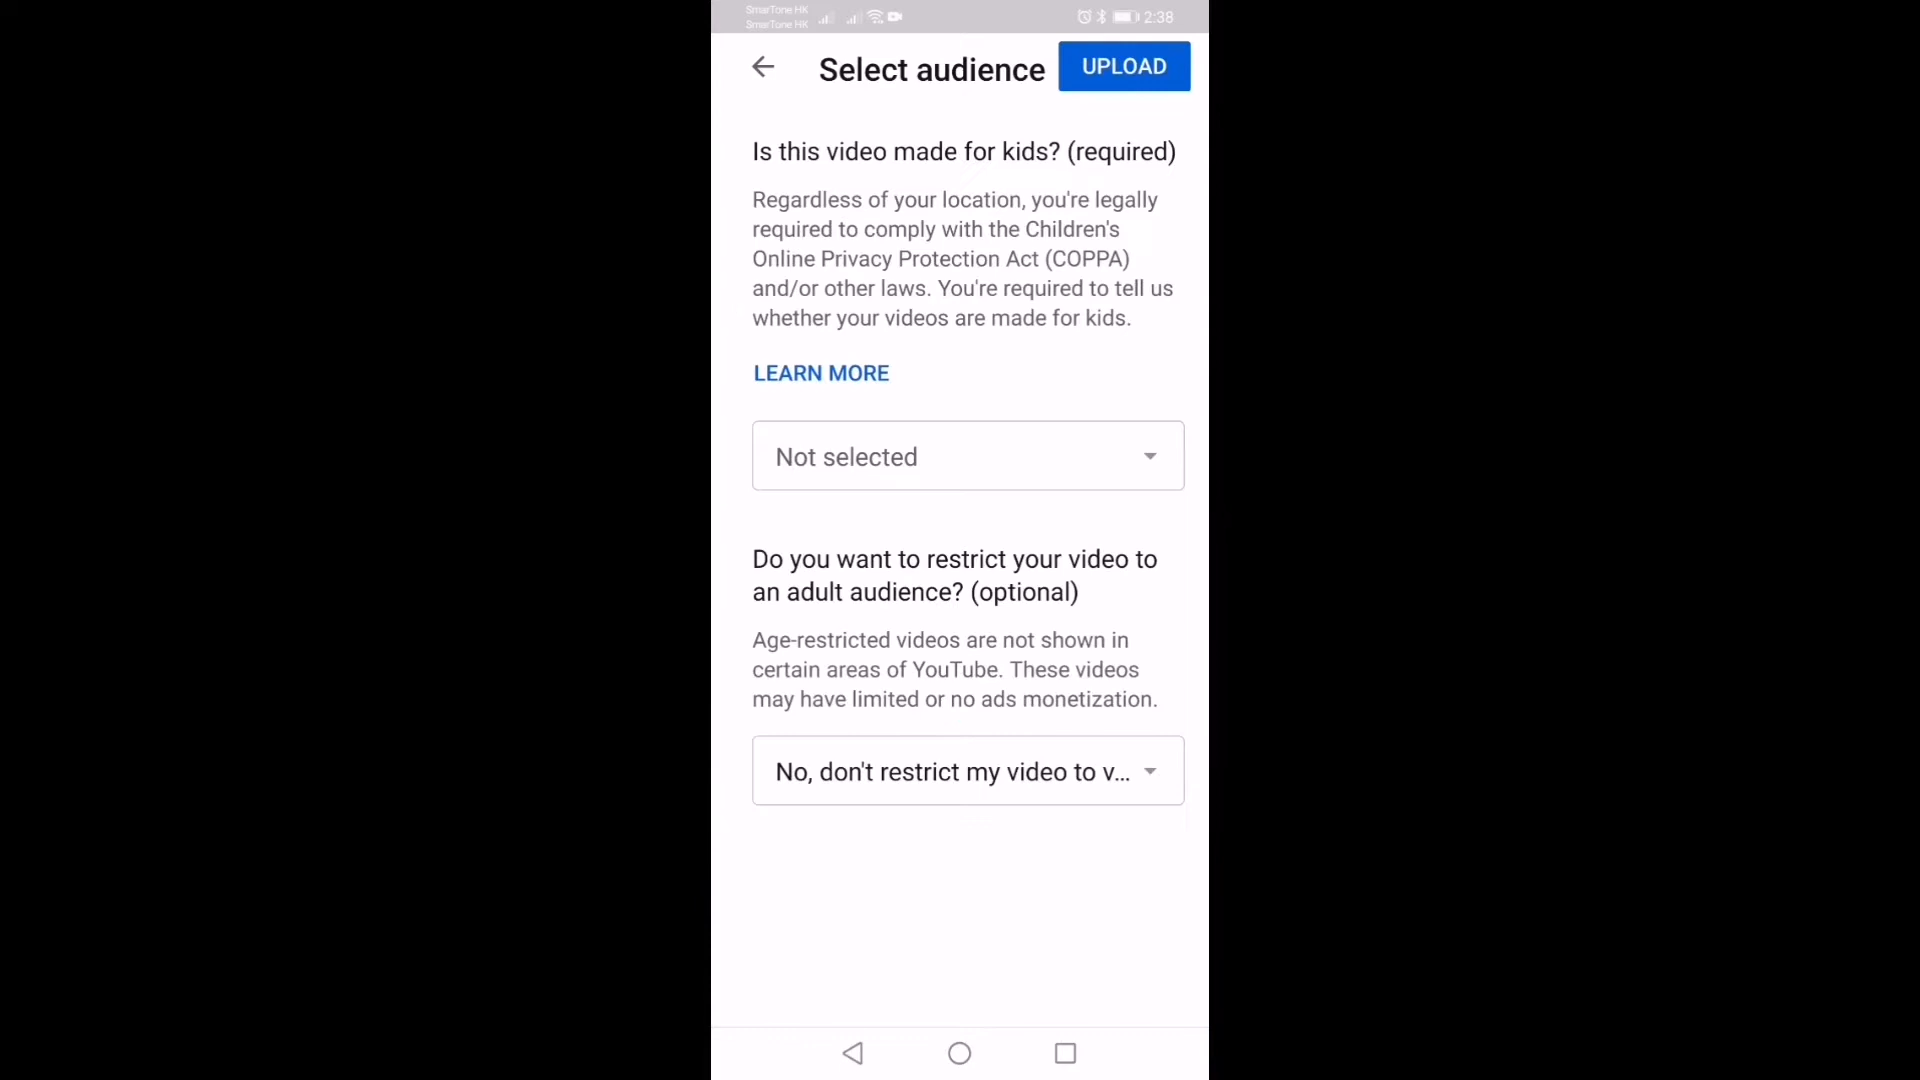 SmarTone HK
SmarTone HK
2:38
Select audience
UPLOAD
Is this video made for kids? (required)
Regardless of your location, you're legally
required to comply with the Children's
Online Privacy Protection Act (COPPA)
and/or other laws. You're required to tell us
whether your videos are made for kids.
LEARN MORE
Not selected
Do you want to restrict your video to
an adult audience? (optional)
Age-restricted videos are not shown in
certain areas of YouTube. These videos
may have limited or no ads monetization.
No, don't restrict my video to v...